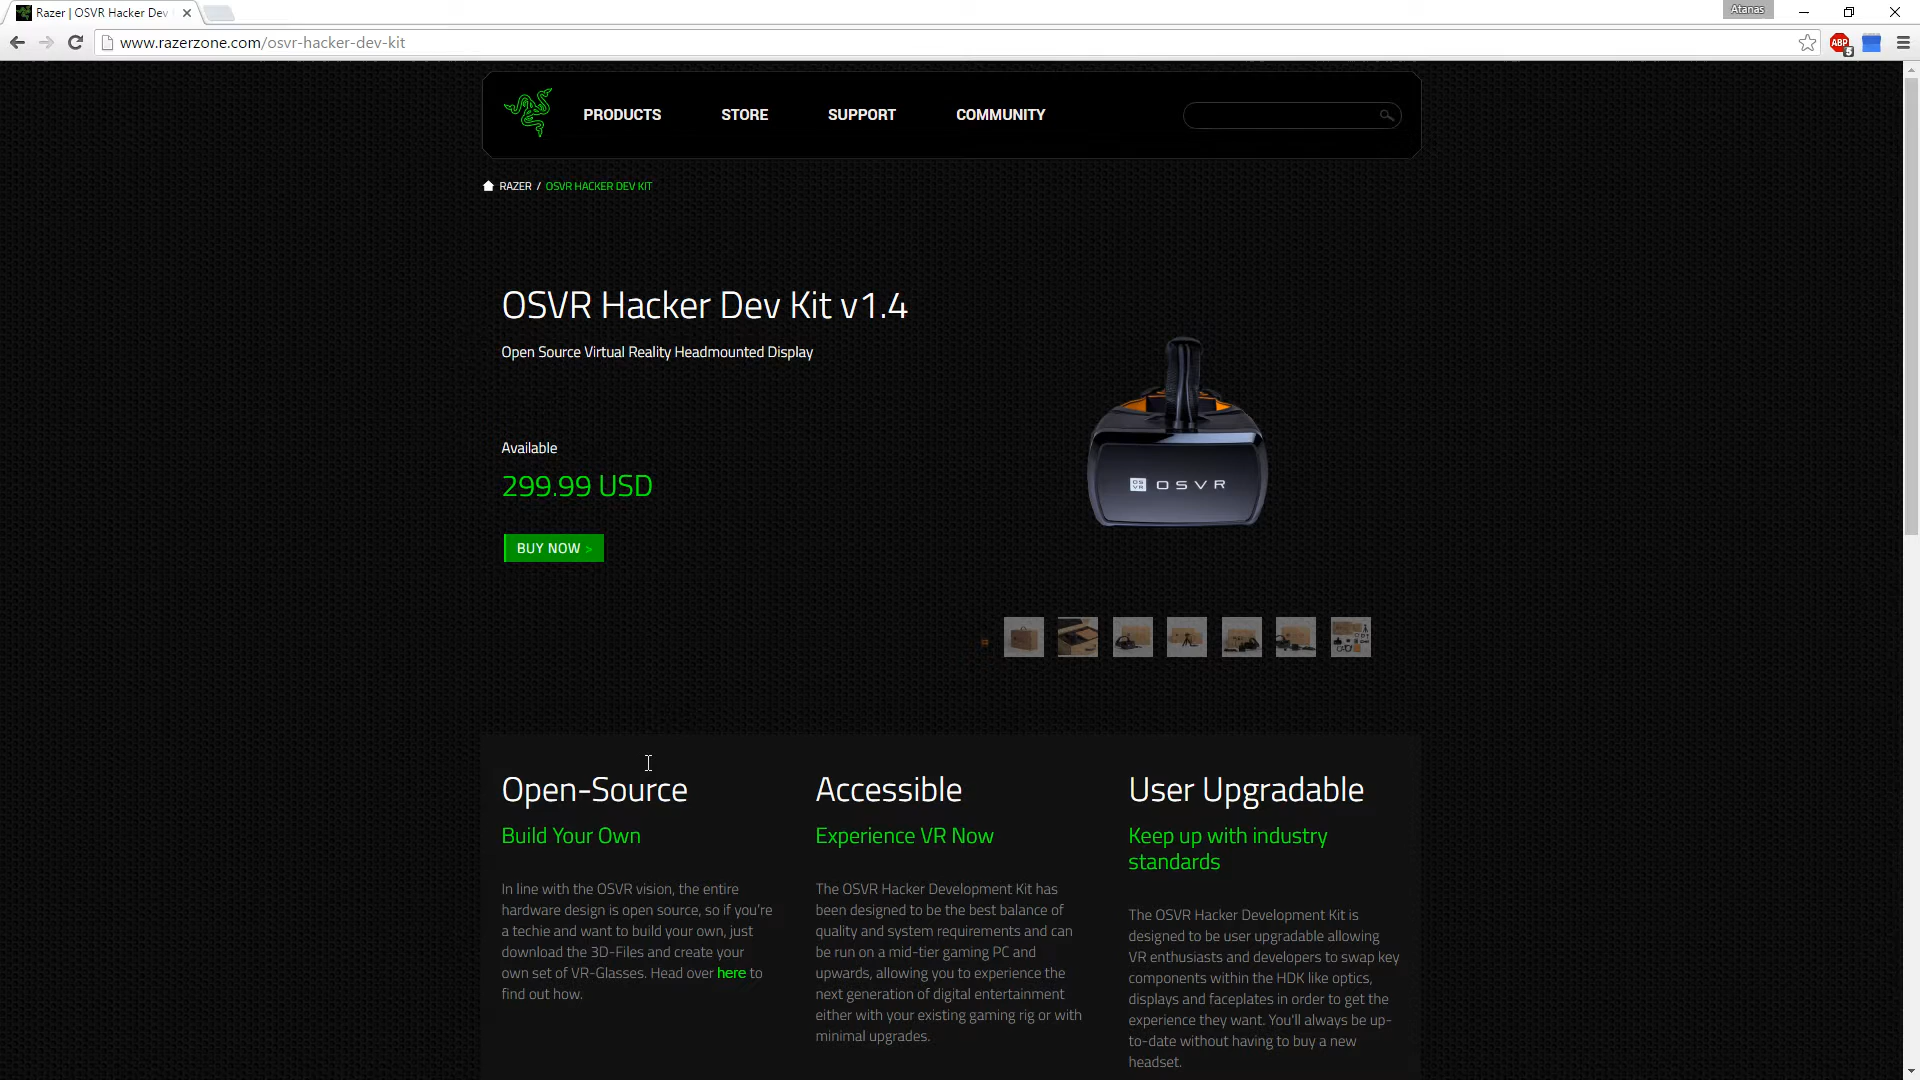 Razer | OSVR Hacker Dev
Atanas
www.razerzone.com/osvr-hacker-dev-kit
ABP
5
PRODUCTS STORE SUPPORT COMMUNITY
RAZER / OSVR HACKER DEV KIT
OSVR Hacker Dev Kit v1.4
Open Source Virtual Reality Headmounted Display
Available
299.99 USD
BUY NOW >
OS VR OSVR
Open-Source
Build Your Own
In line with the OSVR vision, the entire
hardware design is open source, so if you're
a techie and want to build your own, just
download the 3D-Files and create your
own set of VR-Glasses. Head over here to
find out how.
Accessible
Experience VR Now
The OSVR Hacker Development Kit has
been designed to be the best balance of
quality and system requirements and can
be run on a mid-tier gaming PC and
upwards, allowing you to experience the
next generation of digital entertainment
either with your existing gaming rig or with
minimal upgrades.
User Upgradable
Keep up with industry
standards
The OSVR Hacker Development Kit is
designed to be user upgradable allowing
VR enthusiasts and developers to swap key
components within the HDK like optics,
displays and faceplates in order to get the
experience they want. You'll always be up-
to-date without having to buy a new
headset.